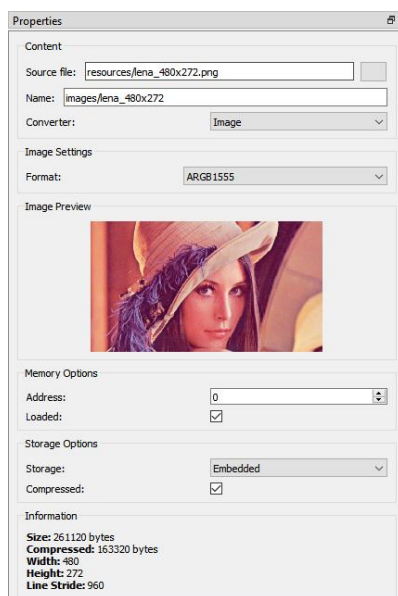 Properties
Content
Source file: resources/lena_480x272.png
Name: images/lena_480x272
Converter: Image
Image Settings
Format: ARGB1555
Image Preview
Memory Options
Address: 0
Loaded:
Storage Options
Storage: Embedded
Compressed:
Information
Size: 261120 bytes
Compressed: 163320 bytes
Width: 480
Height: 272
Line Stride: 960